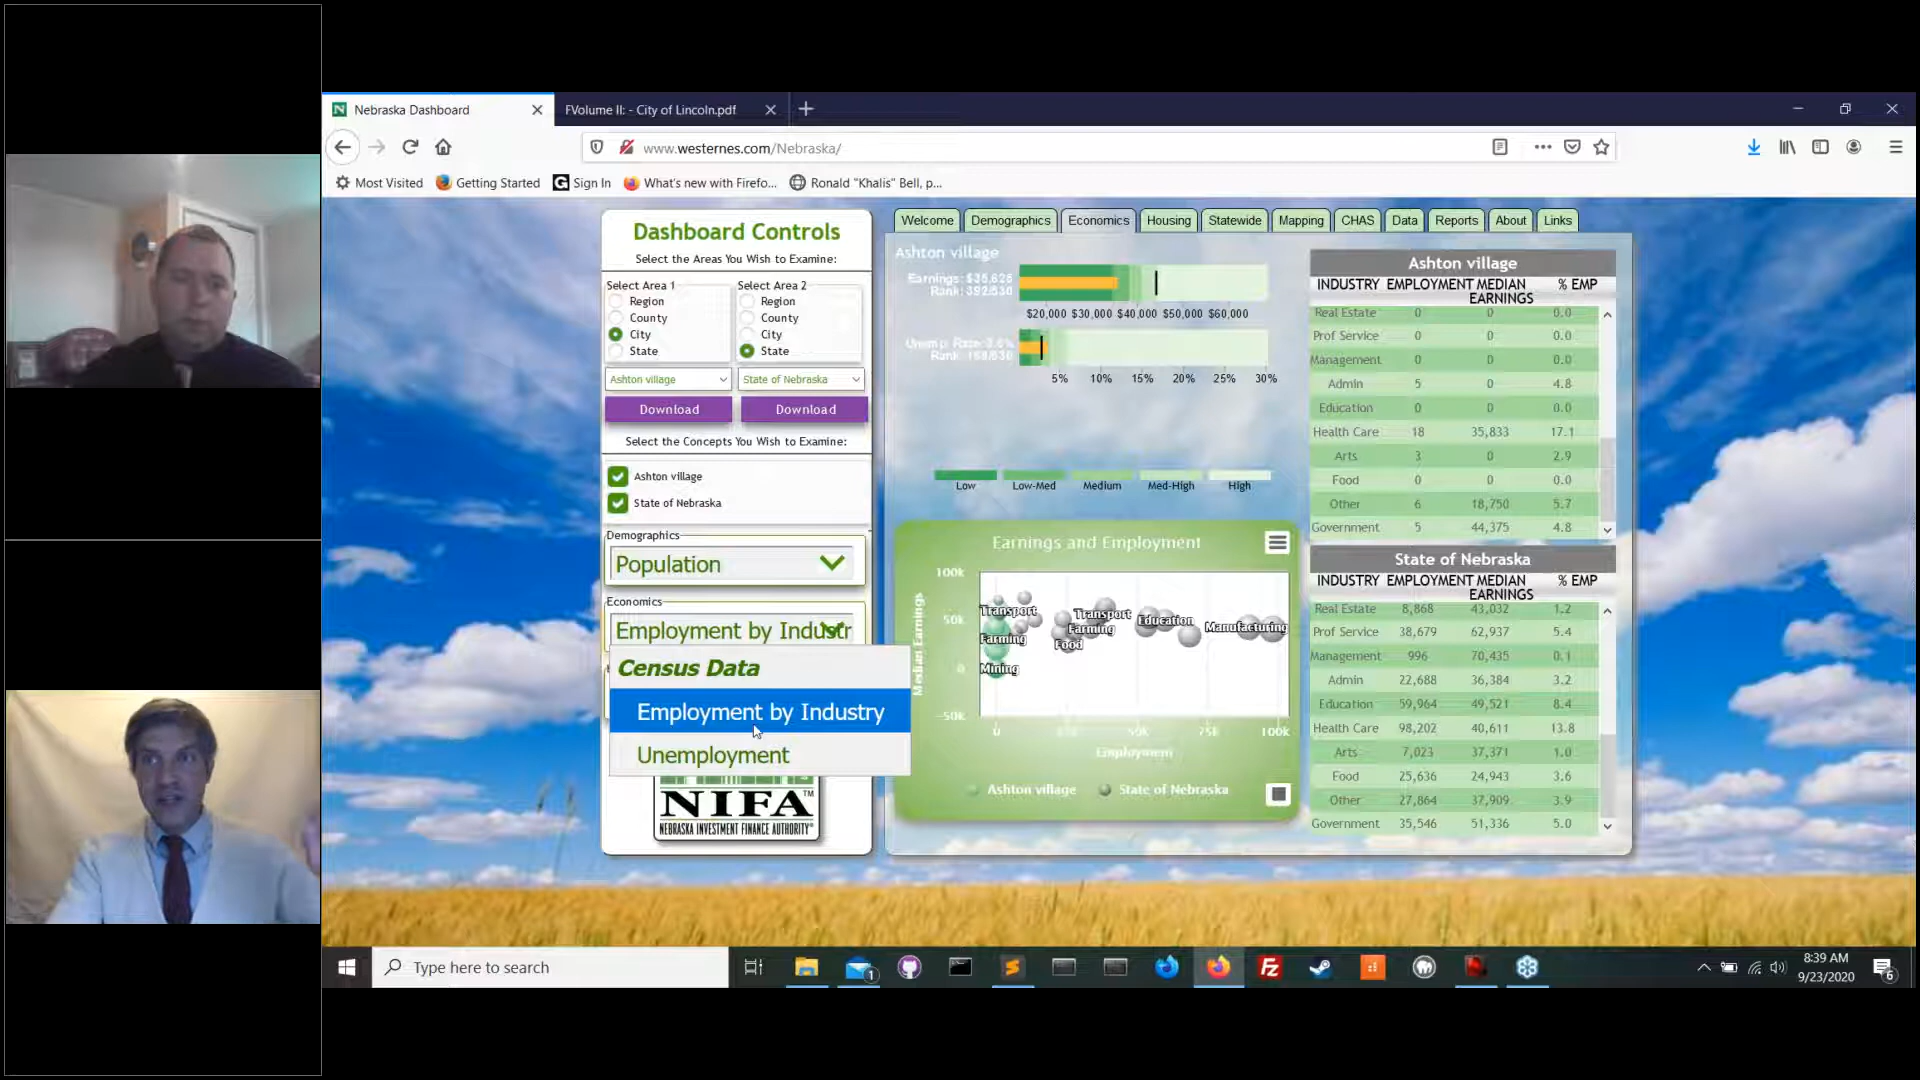 Nebraska Dashboard
FVolume II: - City of Lincoln.pdf
www.westernes.com/Nebraska/
Most Visited
Getting Started
Sign In
What's new with Firefo...
Ronald "Khalis" Bell, p...
Dashboard Controls
Select the Areas You Wish to Examine:
Select Area 1
Select Area 2
Region
Region
County
County
City
City
State
State
Ashton village
State of Nebraska
Download
Download
Select the Concepts You Wish to Examine:
Ashton village
State of Nebraska
Demographics
Population
Economics
Employment by Industr
Census Data
Employment by Industry
Unemployment
NIFA™
NEBRASKA INVESTMENT FINANCE AUTHORITY
Welcome
Demographics
Economics
Housing
Statewide
Mapping
CHAS
Data
Reports
About
Links
Ashton village
Earnings: $35,625
$20,000 $30,000 $40,000 $50,000 $60,000
5% 10% 15% 20% 25% 30%
Low Low-Med Medium Med-High High
Earnings and Employment
Median Earnings
100k
50k
0
-50k
Transport
Farming
Mining
Transport
Farming
Food
Education
Manufacturing
0 75k 100k
Employment
Ashton village State of Nebraska
Ashton village
INDUSTRY EMPLOYMENT MEDIAN EARNINGS % EMP
Real Estate 0 0 0.0
Prof Service 0 0 0.0
Management 0 0 0.0
Admin 5 0 4.8
Education 0 0 0.0
Health Care 18 35,833 17.1
Arts 3 0 2.9
Food 0 0 0.0
Other 6 18,750 5.7
Government 5 44,375 4.8
State of Nebraska
INDUSTRY EMPLOYMENT MEDIAN EARNINGS % EMP
Real Estate 8,868 43,032 1.2
Prof Service 38,679 62,937 5.4
Management 996 70,435 0.1
Admin 22,688 36,384 3.2
Education 59,964 49,521 8.4
Health Care 98,202 40,611 13.8
Arts 7,023 37,371 1.0
Food 25,636 24,943 3.6
Other 27,864 37,909 3.9
Government 35,546 51,336 5.0
Type here to search
1
8:39 AM
9/23/2020
6